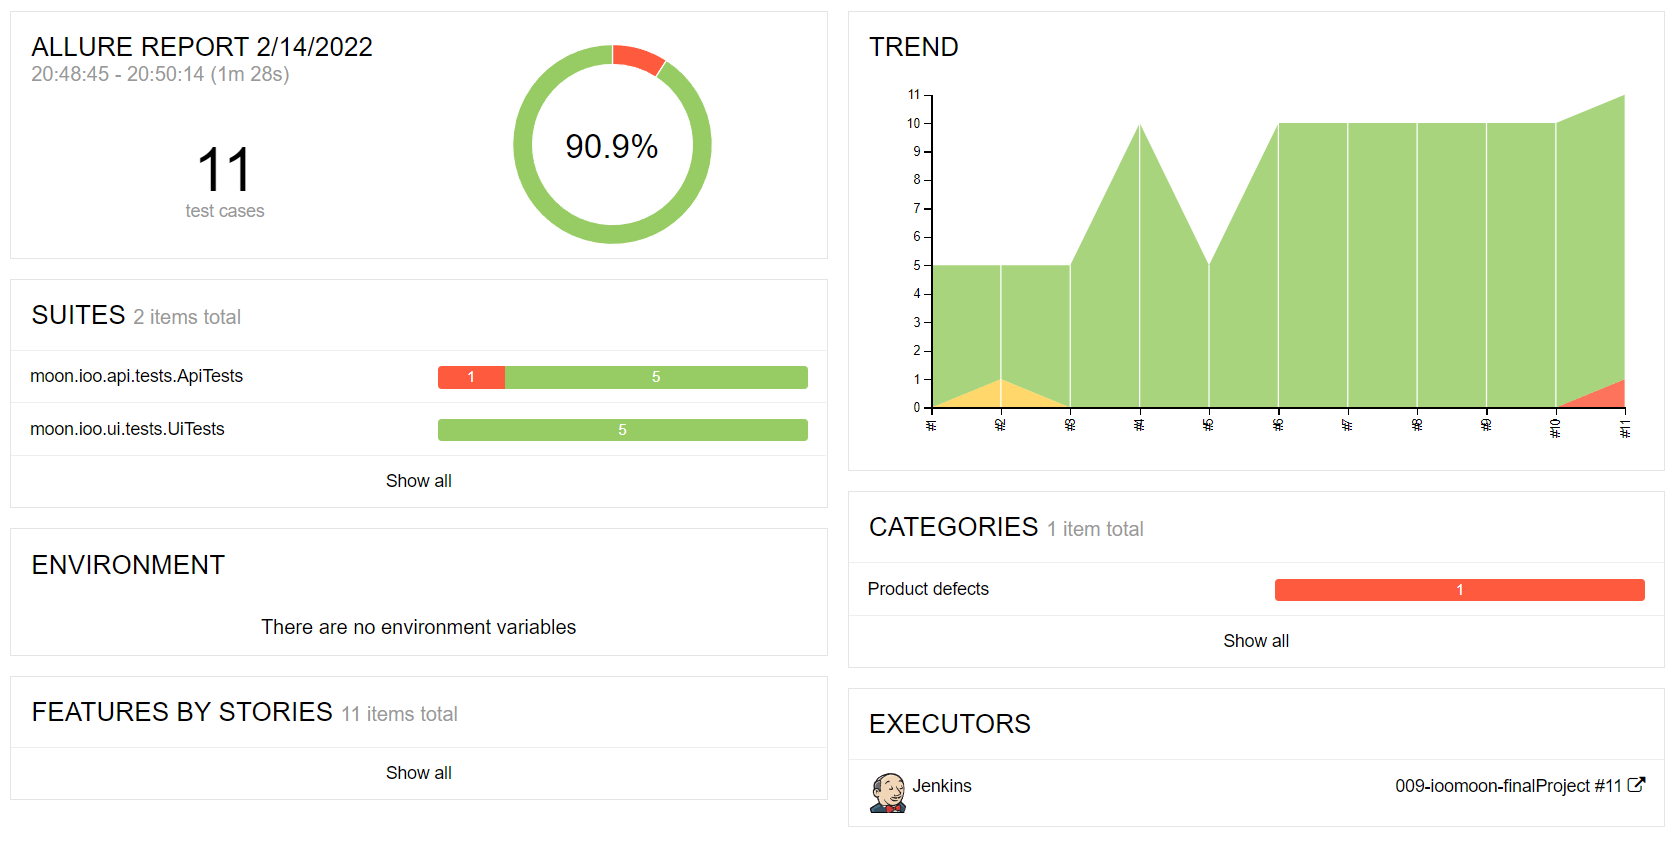 ALLURE REPORT 2/14/2022
20:48:45 - 20:50:14 (1m 28s)
11
test cases
90.9%
SUITES 2 items total
moon.ioo.api.tests.ApiTests
1
5
moon.ioo.ui.tests.UiTests
5
Show all
ENVIRONMENT
There are no environment variables
FEATURES BY STORIES 11 items total
Show all
TREND
11
10
9
8
7
6
5
4
3
2
1
0
#1
#2
#3
#4
#5
#6
#7
#8
#9
#10
#11
CATEGORIES 1 item total
Product defects
1
Show all
EXECUTORS
Jenkins
009-ioomoon-finalProject #11